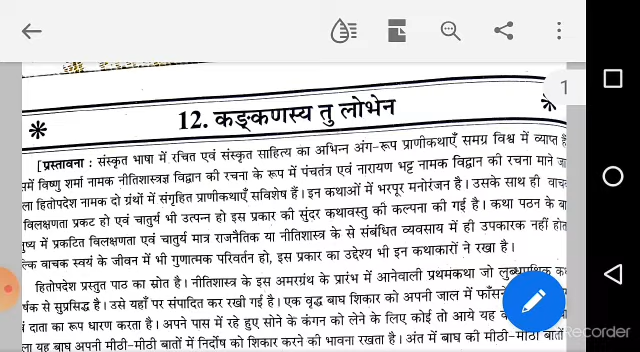 1
12. कङ्कणस्य तु लोभेन
[प्रस्तावना : संस्कृत भाषा में रचित एवं संस्कृत साहित्य का अभिन्न अंग-रूप प्राणीकथाएँ समग्र विश्व में व्याप्त हैं
विष्णु शर्मा नामक नीतिशास्त्रज्ञ विद्वान की रचना के रूप में पंचतंत्र एवं नारायण भट्ट नामक विद्वान की रचना माने
हितोपदेश नामक दो ग्रंथों में संगृहित प्राणीकथाएँ सविशेष हैं। इन कथाओं में भरपूर मनोरंजन है। उसके साथ ही
विलक्षणता प्रकट हो एवं चातुर्य भी उत्पन्न हो इस प्रकार की सुंदर कथावस्तु की कल्पना की गई है। कथा पठन के
में प्रकटित विलक्षणता एवं चातुर्य मात्र राजनैतिक या नीतिशास्त्र के से संबंधित व्यवसाय में ही उपकारक नहीं
वाचक स्वयं के जीवन में भी गुणात्मक परिवर्तन हो, इस प्रकार का उद्देश्य भी इन कथाकारों ने रखा है।
हितोपदेश प्रस्तुत पाठ का स्रोत है। नीतिशास्त्र के इस अमरग्रंथ के प्रारंभ में आनेवाली प्रथमकथा जो
से सुप्रसिद्ध है। उसे यहाँ पर संपादित कर रखी गई है। एक वृद्ध बाघ शिकार को अपनी जाल में
दाता का रूप धारण करता है। अपने पास में रहे हुए सोने के कंगन को लेने के लिए कोई तो आये यह
यह बाघ अपनी मीठी-मीठी बातों में निर्दोष को शिकार करने की भावना रखता है। अंत में बाघ की मीठी-मीठी बातों
Recorder